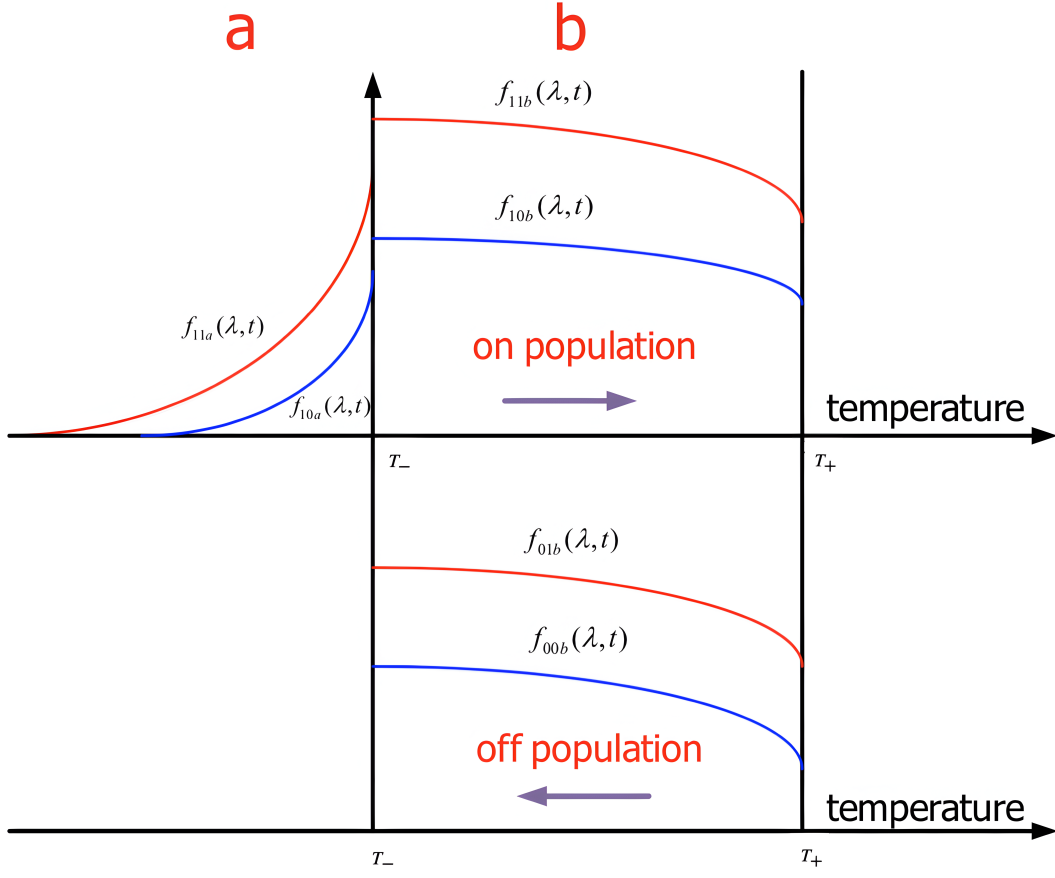 a
b
f₁₁b(λ,t)
f₁₀b(λ,t)
f₁₁a(λ,t)
on population
f₁₀a(λ,t)
temperature
T₋
T₊
f₀₁b(λ,t)
f₀₀b(λ,t)
off population
temperature
T₋
T₊